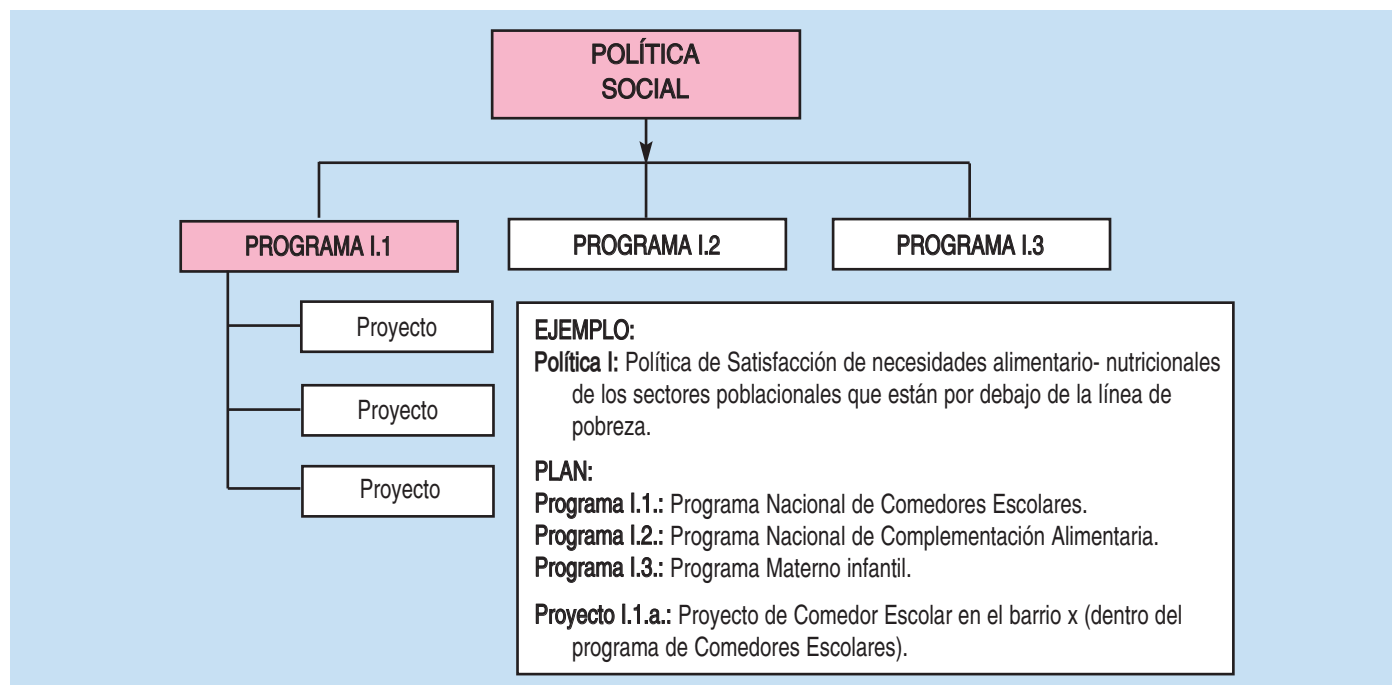 POLÍTICA
SOCIAL
PROGRAMA I.1
PROGRAMA I.2
PROGRAMA I.3
Proyecto
Proyecto
Proyecto
EJEMPLO:
Política I: Política de Satisfacción de necesidades alimentario- nutricionales
de los sectores poblacionales que están por debajo de la línea de
pobreza.
PLAN:
Programa I.1.: Programa Nacional de Comedores Escolares.
Programa I.2.: Programa Nacional de Complementación Alimentaria.
Programa I.3.: Programa Materno infantil.
Proyecto I.1.a.: Proyecto de Comedor Escolar en el barrio x (dentro del
programa de Comedores Escolares).